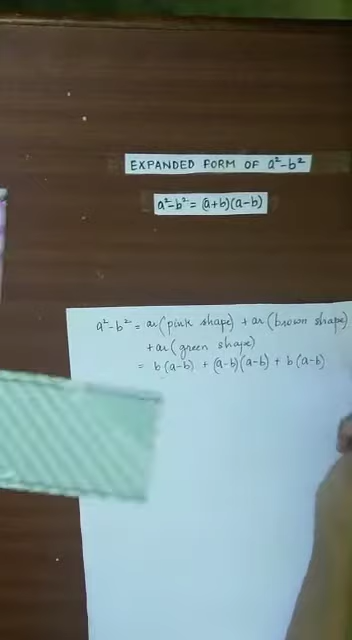 EXPANDED FORM OF a²-b²
a²-b² = (a+b)(a-b)
a²-b² = ar (pink shape) + ar (brown shape)
+ ar (green shape)
= b(a-b) + (a-b)(a-b) + b(a-b)